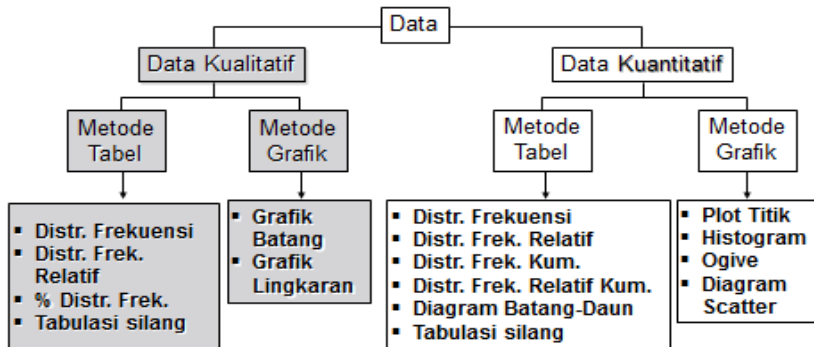 Data
Data Kualitatif
Data Kuantitatif
Metode
Tabel
Metode
Grafik
Metode
Tabel
Metode
Grafik
▪ Distr. Frekuensi
▪ Distr. Frek.
Relatif
▪ % Distr. Frek.
▪ Tabulasi silang
▪ Grafik
Batang
▪ Grafik
Lingkaran
▪ Distr. Frekuensi
▪ Distr. Frek. Relatif
▪ Distr. Frek. Kum.
▪ Distr. Frek. Relatif Kum.
▪ Diagram Batang-Daun
▪ Tabulasi silang
▪ Plot Titik
▪ Histogram
▪ Ogive
▪ Diagram
Scatter